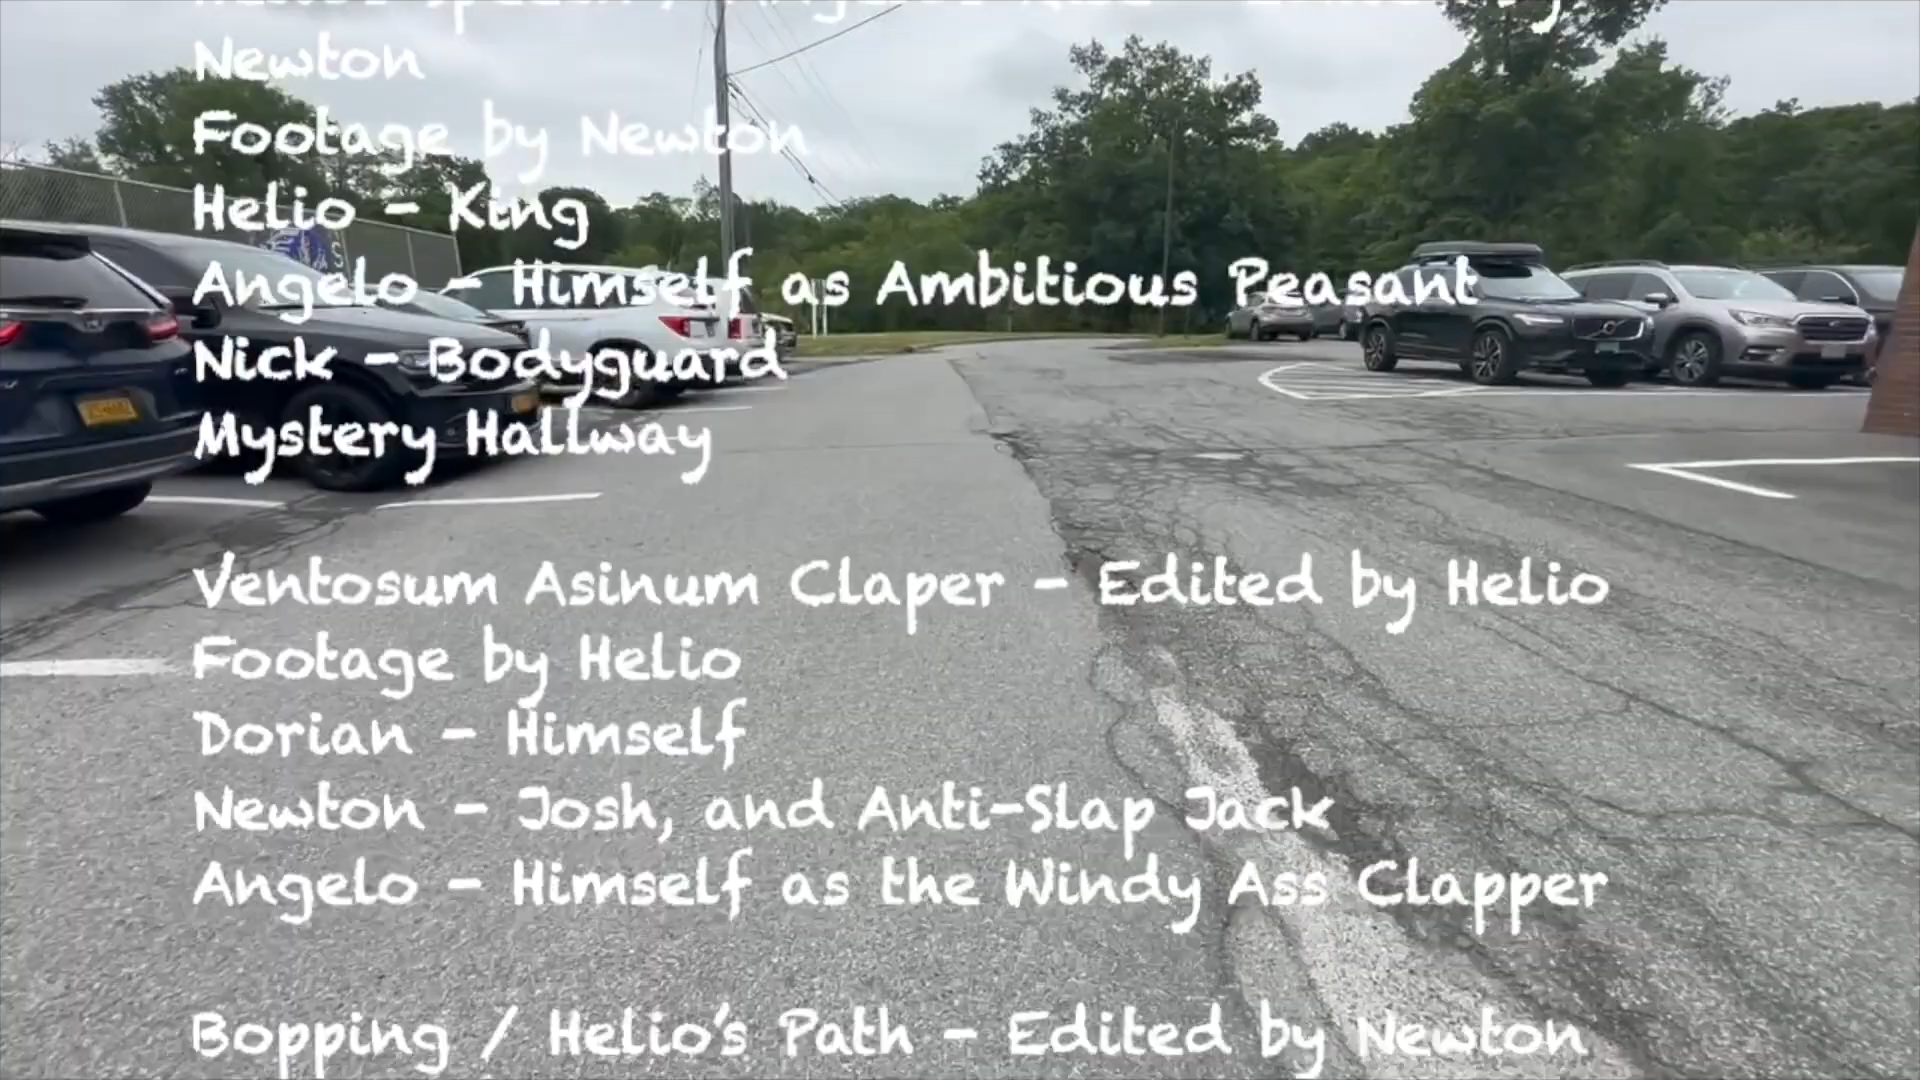 Newton
Footage by Newton
Helio - King
Angelo - Himself as Ambitious Peasant
Nick - Bodyguard
Mystery Hallway
Ventosum Asinum Claper - Edited by Helio
Footage by Helio
Dorian - Himself
Newton - Josh, and Anti-Slap Jack
Angelo - Himself as the Windy Ass Clapper
Bopping / Helio's Path - Edited by Newton